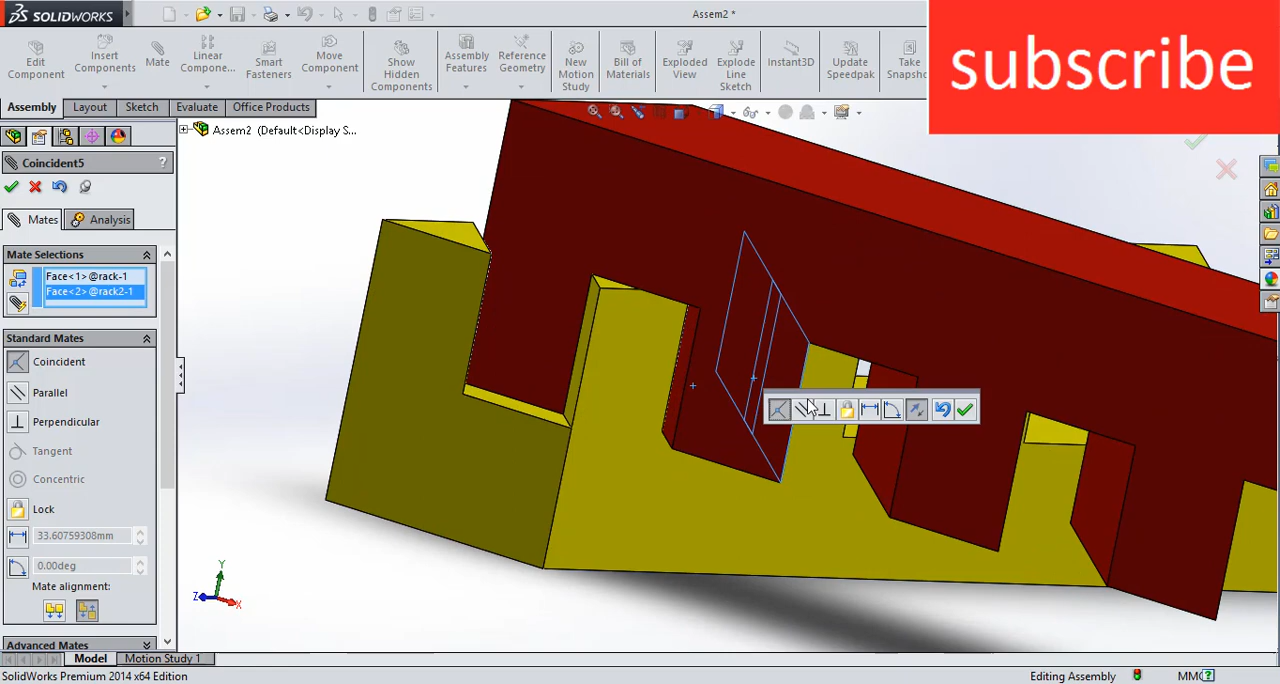 SOLIDWORKS
Assem2 *
subscribe
Edit
Component
Insert
Components
Mate
Linear
Compone...
Smart
Fasteners
Move
Component
Show
Hidden
Components
Assembly
Features
Reference
Geometry
New
Motion
Study
Bill of
Materials
Exploded
View
Explode
Line
Sketch
Instant3D
Update
Speedpak
Take
Snapsho
Assembly
Layout
Sketch
Evaluate
Office Products
Assem2 (Default<Display S...
Coincident5
?
Mates
Analysis
Mate Selections
Face<1>@rack-1
Face<2>@rack2-1
Standard Mates
Coincident
Parallel
Perpendicular
Tangent
Concentric
Lock
33.60759308mm
0.00deg
Mate alignment:
Advanced Mates
Y
Z
X
Model
Motion Study 1
SolidWorks Premium 2014 x64 Edition
Editing Assembly
MMG
?